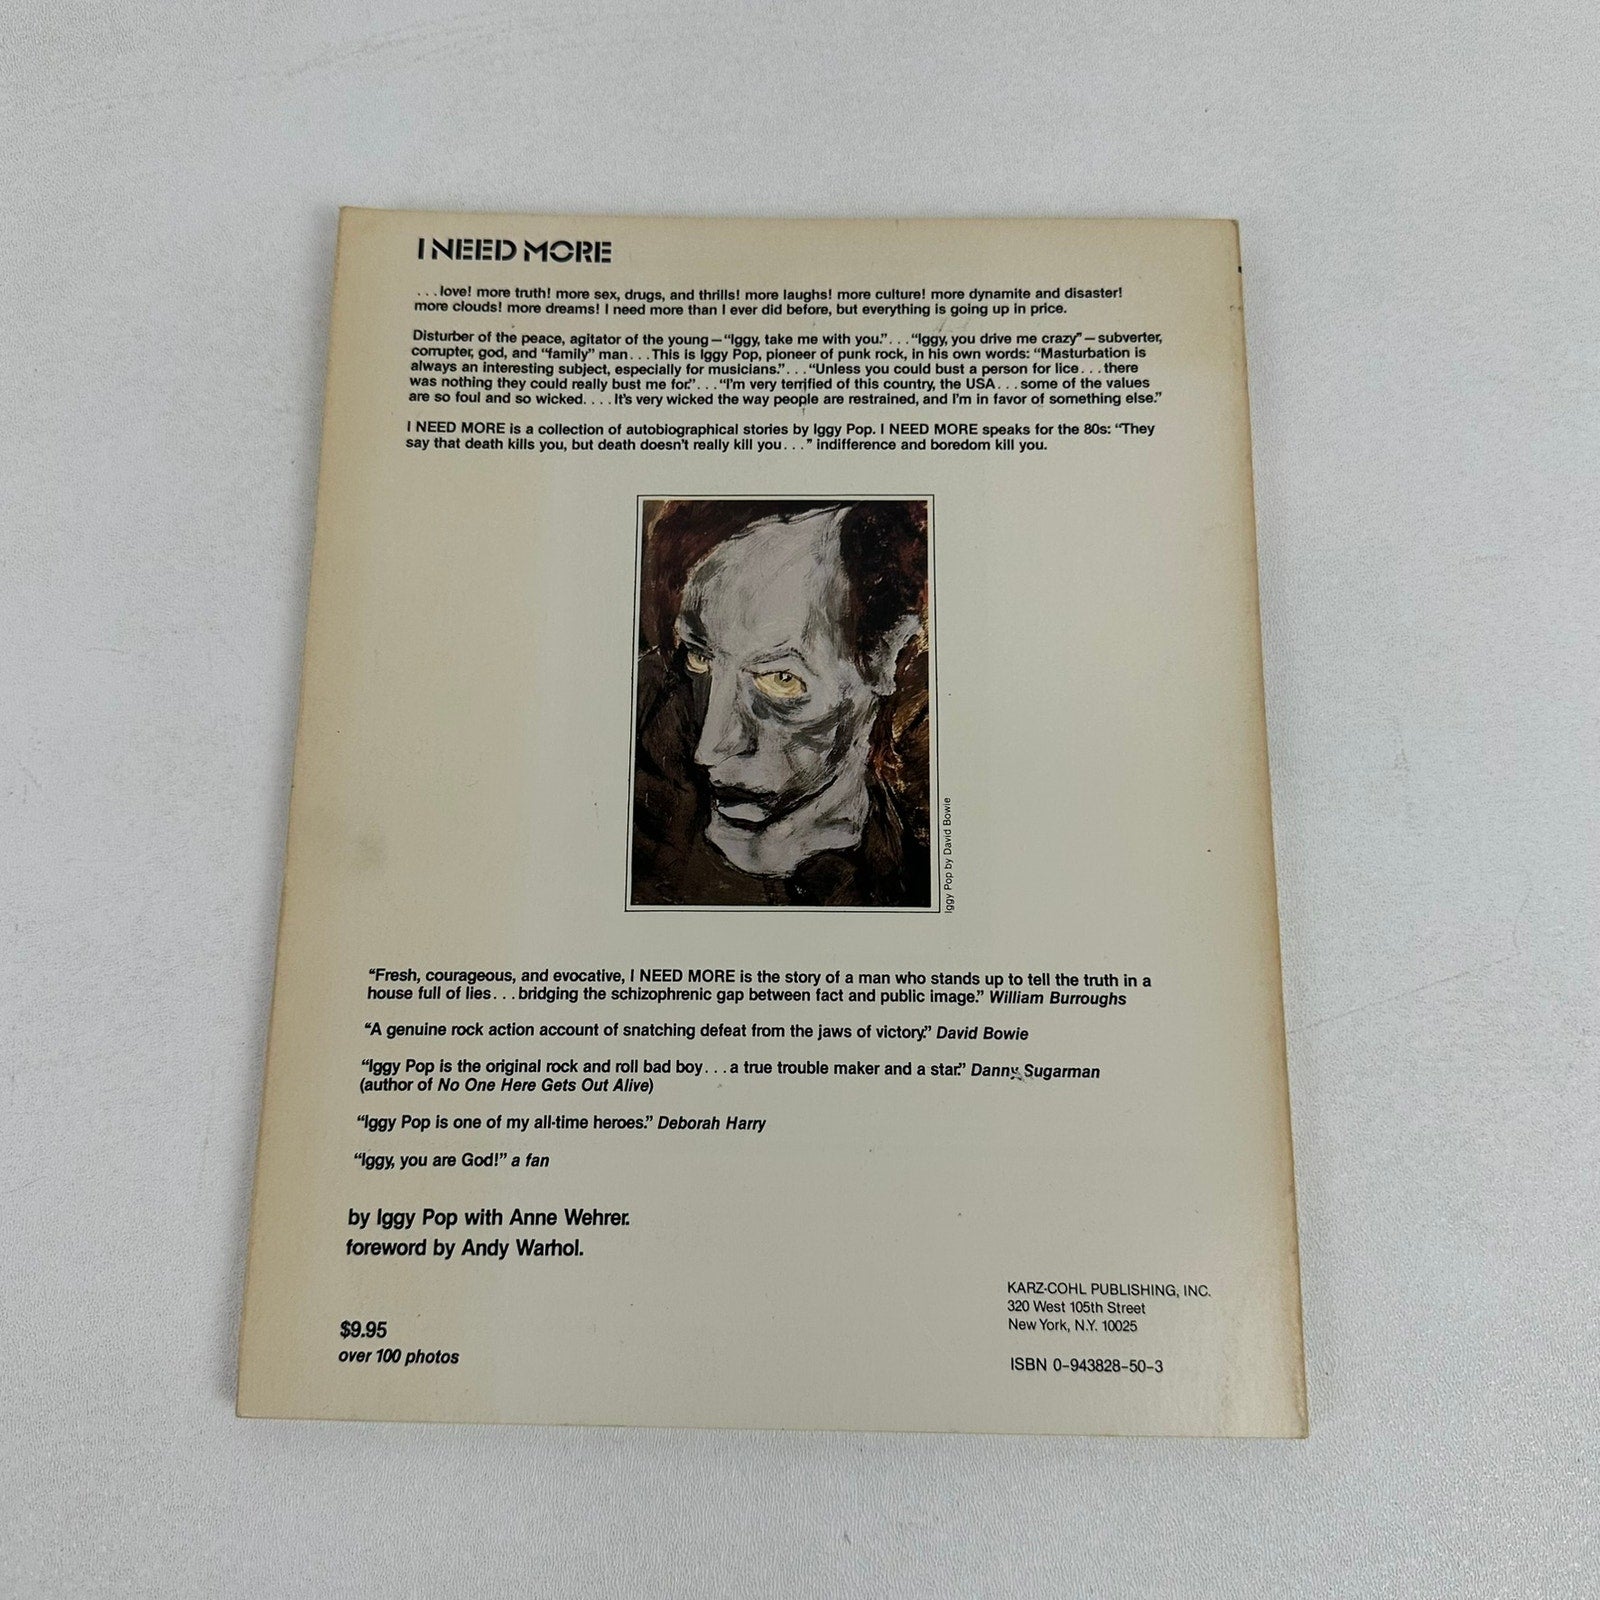 I NEED MORE
. . . love! more truth! more sex, drugs, and thrills! more laughs! more culture! more dynamite and disaster!
more clouds! more dreams! I need more than I ever did before, but everything is going up in price.
Disturber of the peace, agitator of the young—“Iggy, take me with you.”. . . “Iggy, you drive me crazy”—subverter,
corrupter, god, and “family” man. . . This is Iggy Pop, pioneer of punk rock, in his own words: “Masturbation is
always an interesting subject, especially for musicians.”. . . “Unless you could bust a person for lice. . . there
was nothing they could really bust me for.”. . . “I’m very terrified of this country, the USA. . . some of the values
are so foul and so wicked. . . . It’s very wicked the way people are restrained, and I’m in favor of something else.”
I NEED MORE is a collection of autobiographical stories by Iggy Pop. I NEED MORE speaks for the 80s: “They
say that death kills you, but death doesn’t really kill you. . .” indifference and boredom kill you.
Iggy Pop by David Bowie
“Fresh, courageous, and evocative, I NEED MORE is the story of a man who stands up to tell the truth in a
house full of lies. . . bridging the schizophrenic gap between fact and public image.” William Burroughs
“A genuine rock action account of snatching defeat from the jaws of victory.” David Bowie
“Iggy Pop is the original rock and roll bad boy. . . a true trouble maker and a star.” Danny Sugarman
(author of No One Here Gets Out Alive)
“Iggy Pop is one of my all-time heroes.” Deborah Harry
“Iggy, you are God!” a fan
by Iggy Pop with Anne Wehrer.
foreword by Andy Warhol.
KARZ-COHL PUBLISHING, INC.
320 West 105th Street
New York, N.Y. 10025
$9.95
over 100 photos
ISBN 0-943828-50-3